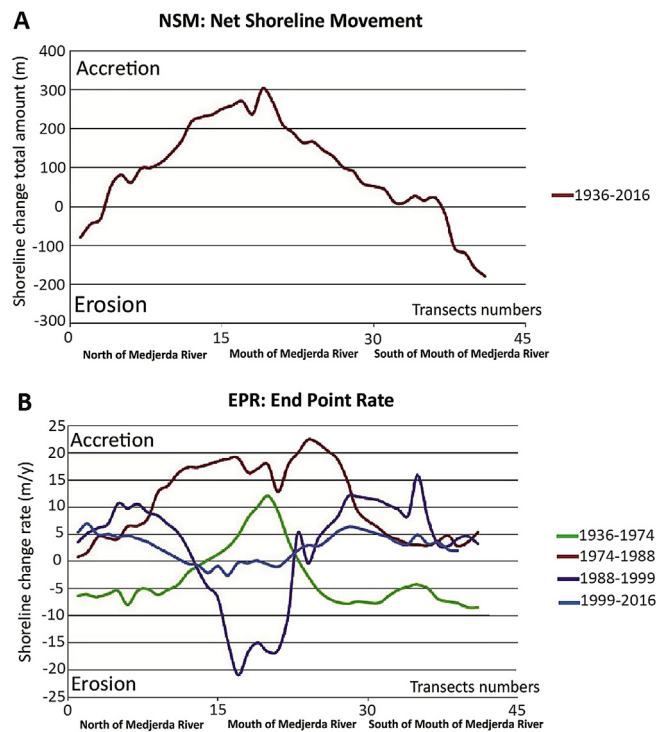 A
NSM: Net Shoreline Movement
Shoreline change total amount (m)
400
300
200
100
0
-100
-200
-300
Accretion
Erosion
Transects numbers
0 15 30 45
North of Medjerda River Mouth of Medjerda River South of Mouth of Medjerda River
1936-2016
B
EPR: End Point Rate
Shoreline change rate (m/y)
25
20
15
10
5
0
-5
-10
-15
-20
-25
Accretion
Erosion
Transects numbers
0 15 30 45
North of Medjerda River Mouth of Medjerda River South of Mouth of Medjerda River
1936-1974
1974-1988
1988-1999
1999-2016